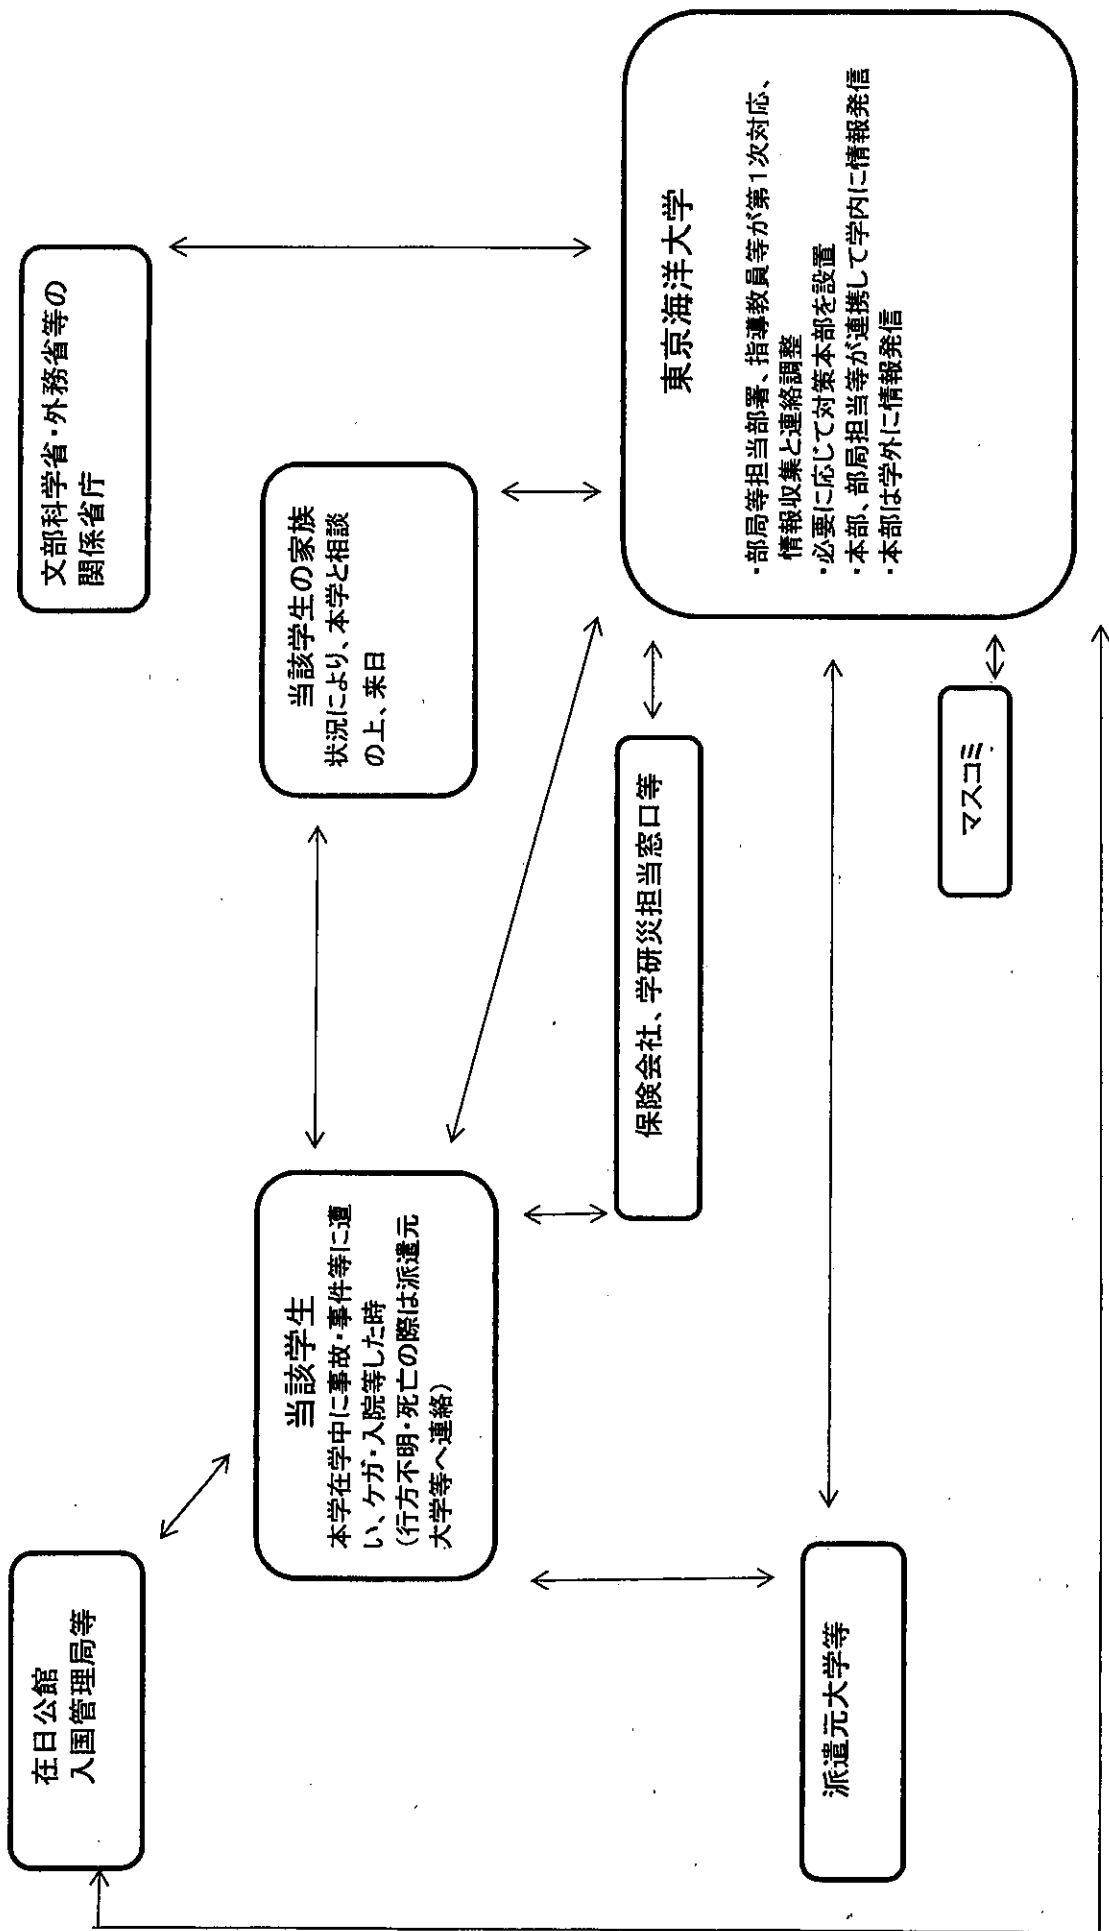 在日公館
入国管理局等
文部科学省・外務省等の
関係省庁
当該学生
本学在学中に事故・事件等に遭
い、ケガ・入院等した時
(行方不明・死亡の際は派遣元
大学等へ連絡)
当該学生の家族
状況により、本学と相談
の上、来日
保険会社、学研災担当窓口等
東京海洋大学
・部局等担当部署、指導教員等が第1次対応、
情報収集と連絡調整
・必要に応じて対策本部を設置
・本部、部局担当等が連携して学内に情報発信
・本部は学外に情報発信
派遣元大学等
マスコミ